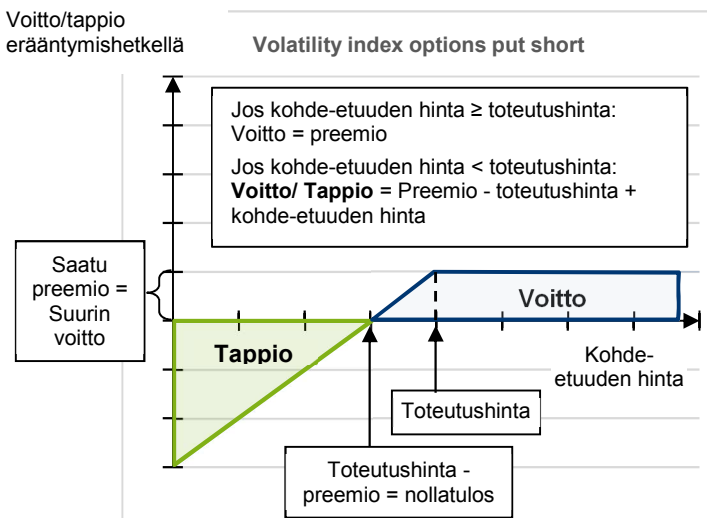 Voitto/tappio
erääntymishetkellä
Volatility index options put short
Jos kohde-etuuden hinta ≥ toteutushinta:
Voitto = preemio
Jos kohde-etuuden hinta < toteutushinta:
Voitto/ Tappio = Preemio - toteutushinta +
kohde-etuuden hinta
Saatu
preemio =
Suurin
voitto
Voitto
Tappio
Kohde-
etuuden hinta
Toteutushinta
Toteutushinta -
preemio = nollatulos